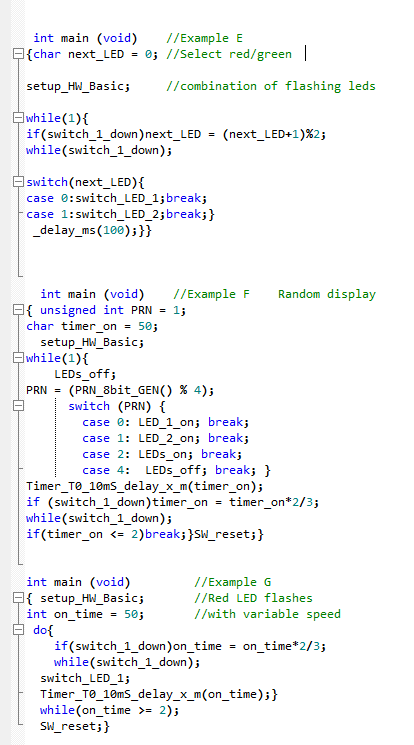 int main (void)    //Example E
{char next_LED = 0; //Select red/green
setup_HW_Basic;     //combination of flashing leds
while(1){
if(switch_1_down)next_LED = (next_LED+1)%2;
while(switch_1_down);
switch(next_LED){
case 0:switch_LED_1;break;
case 1:switch_LED_2;break;}
_delay_ms(100);}}
int main (void)    //Example F    Random display
{ unsigned int PRN = 1;
char timer_on = 50;
setup_HW_Basic;
while(1){
LEDs_off;
PRN = (PRN_8bit_GEN() % 4);
switch (PRN) {
case 0: LED_1_on; break;
case 1: LED_2_on; break;
case 2: LEDs_on; break;
case 4:  LEDs_off; break; }
Timer_T0_10mS_delay_x_m(timer_on);
if (switch_1_down)timer_on = timer_on*2/3;
while(switch_1_down);
if(timer_on <= 2)break;}SW_reset;}
int main (void)         //Example G
{ setup_HW_Basic;       //Red LED flashes
int on_time = 50;       //with variable speed
do{
if(switch_1_down)on_time = on_time*2/3;
while(switch_1_down);
switch_LED_1;
Timer_T0_10mS_delay_x_m(on_time);}
while(on_time >= 2);
SW_reset;}